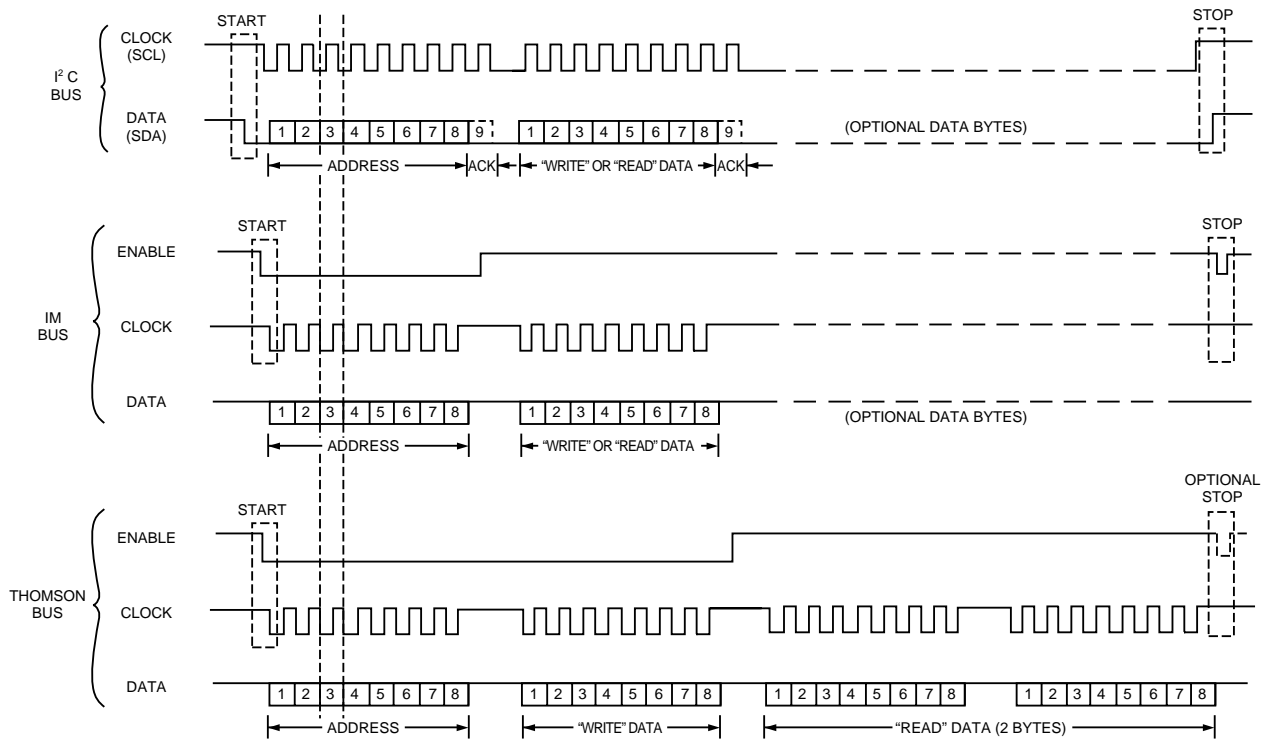 START
STOP
I² C
BUS
CLOCK
(SCL)
DATA
(SDA)
1 2 3 4 5 6 7 8 9 1 2 3 4 5 6 7 8 9
(OPTIONAL DATA BYTES)
ADDRESS ACK "WRITE" OR "READ" DATA ACK
START
STOP
IM
BUS
ENABLE
CLOCK
DATA
1 2 3 4 5 6 7 8 1 2 3 4 5 6 7 8
(OPTIONAL DATA BYTES)
ADDRESS "WRITE" OR "READ" DATA
START
OPTIONAL
STOP
THOMSON
BUS
ENABLE
CLOCK
DATA
1 2 3 4 5 6 7 8 1 2 3 4 5 6 7 8 1 2 3 4 5 6 7 8 1 2 3 4 5 6 7 8
ADDRESS "WRITE" DATA "READ" DATA (2 BYTES)